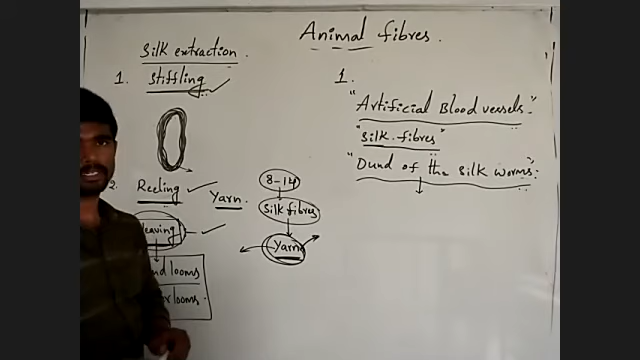 Animal fibres.
Silk extraction
1. Stiffling
2. Reeling
Yarn
8-14
Silk fibres
Yarn
eaving
nd looms
r looms
1.
"Artificial Blood vessels."
"Silk fibres"
"Dund of the silk worms":